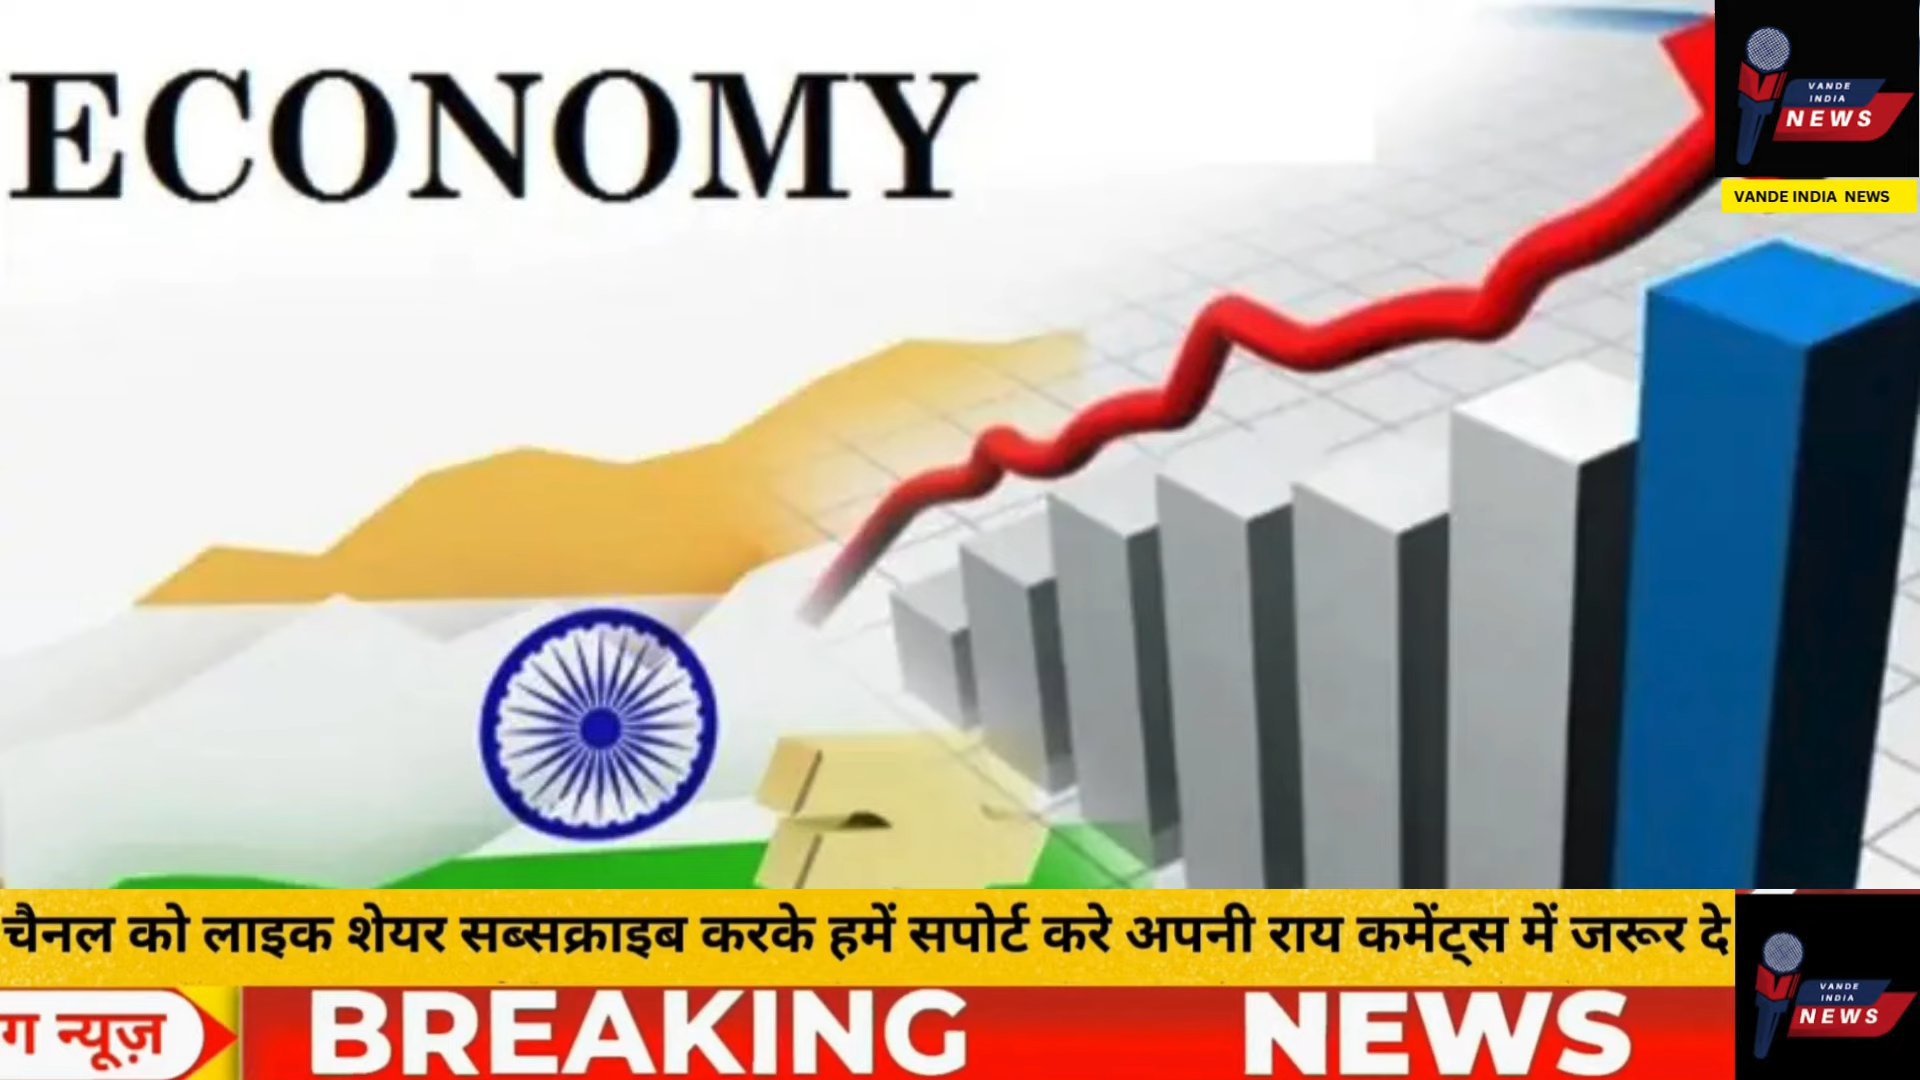 ECONOMY
VANDE
INDIA
NEWS
VANDE INDIA NEWS
चैनल को लाइक शेयर सब्सक्राइब करके हमें सपोर्ट करे अपनी राय कमेंट्स में जरूर दे
ग न्यूज़
BREAKING NEWS
VANDE
INDIA
NEWS